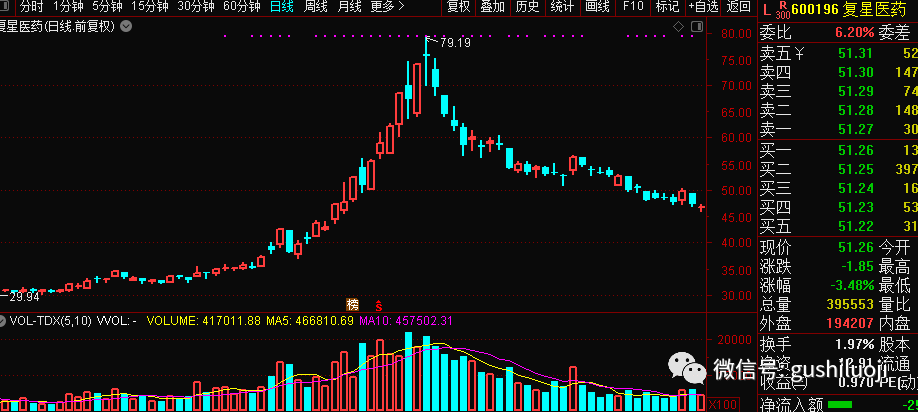 分时 1分钟 5分钟 15分钟 30分钟 60分钟 日线 周线 月线 更多 复权 叠加 历史 统计 画线 F10 标记 +自选 返回
L R 300 600196 复星医药
复星医药(日线.前复权)
79.19
29.94
榜
80.00
75.00
70.00
65.00
60.00
55.00
50.00
45.00
40.00
35.00
30.00
VOL-TDX(5,10) VVOL: - VOLUME: 417011.88 MA5: 466810.69 MA10: 457502.31
20000
X100
委比 6.20% 委差
卖五 51.31 52
卖四 51.30 147
卖三 51.29 74
卖二 51.28 148
卖一 51.27 30
买一 51.26 13
买二 51.25 397
买三 51.24 16
买四 51.23 53
买五 51.22 31
现价 51.26 今开
涨跌 -1.85 最高
涨幅 -3.48% 最低
总量 395553 量比
外盘 194207 内盘
换手 1.97% 股本
净资 流通
收益 0.970 PE(动
净流入额
微信号: gushituoji